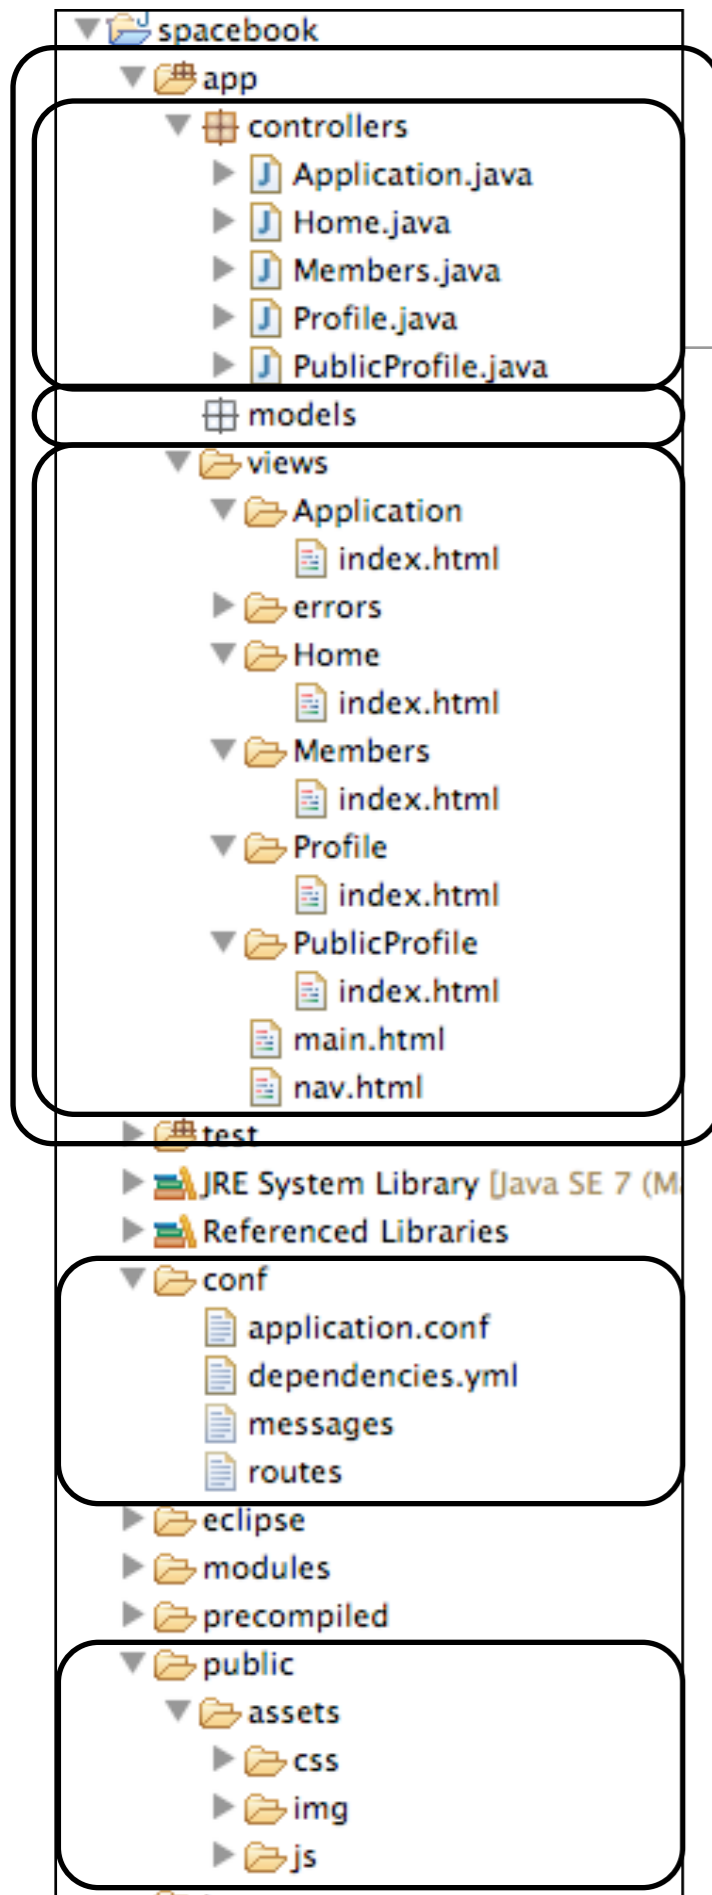 spacebook
app
controllers
Application.java
Home.java
Members.java
Profile.java
PublicProfile.java
models
views
Application
index.html
errors
Home
index.html
Members
index.html
Profile
index.html
PublicProfile
index.html
main.html
nav.html
test
JRE System Library [Java SE 7 (M
Referenced Libraries
conf
application.conf
dependencies.yml
messages
routes
eclipse
modules
precompiled
public
assets
css
img
js